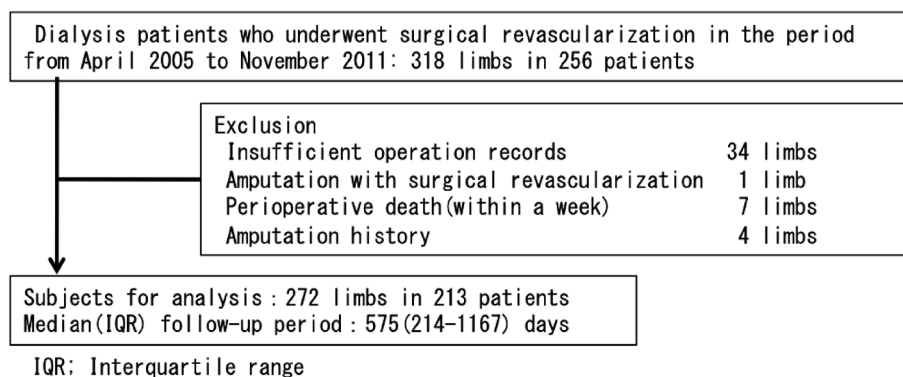 Dialysis patients who underwent surgical revascularization in the period
from April 2005 to November 2011: 318 limbs in 256 patients
Exclusion
Insufficient operation records 34 limbs
Amputation with surgical revascularization 1 limb
Perioperative death(within a week) 7 limbs
Amputation history 4 limbs
Subjects for analysis : 272 limbs in 213 patients
Median(IQR) follow-up period : 575(214-1167) days
IQR; Interquartile range